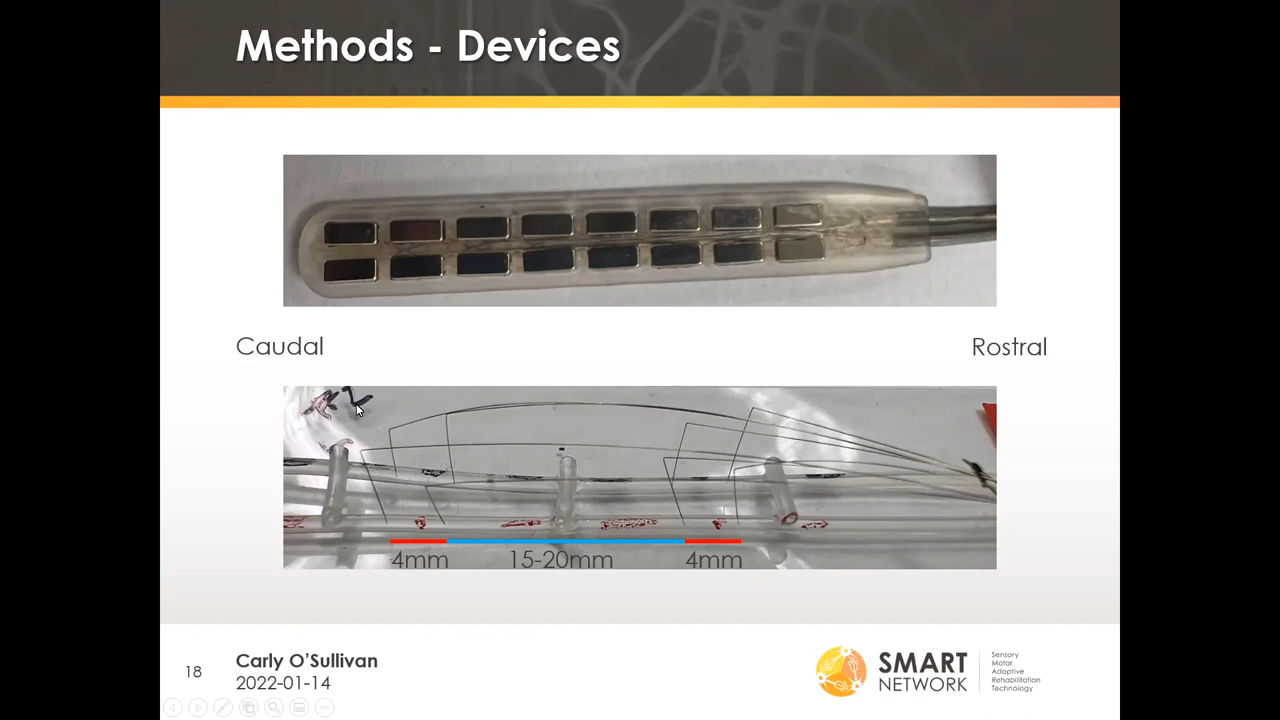 Methods - Devices
Caudal
Rostral
4mm
15-20mm
4mm
18
Carly O’Sullivan
2022-01-14
SMART
NETWORK
Sensory
Motor
Adaptive
Rehabilitation
Technology